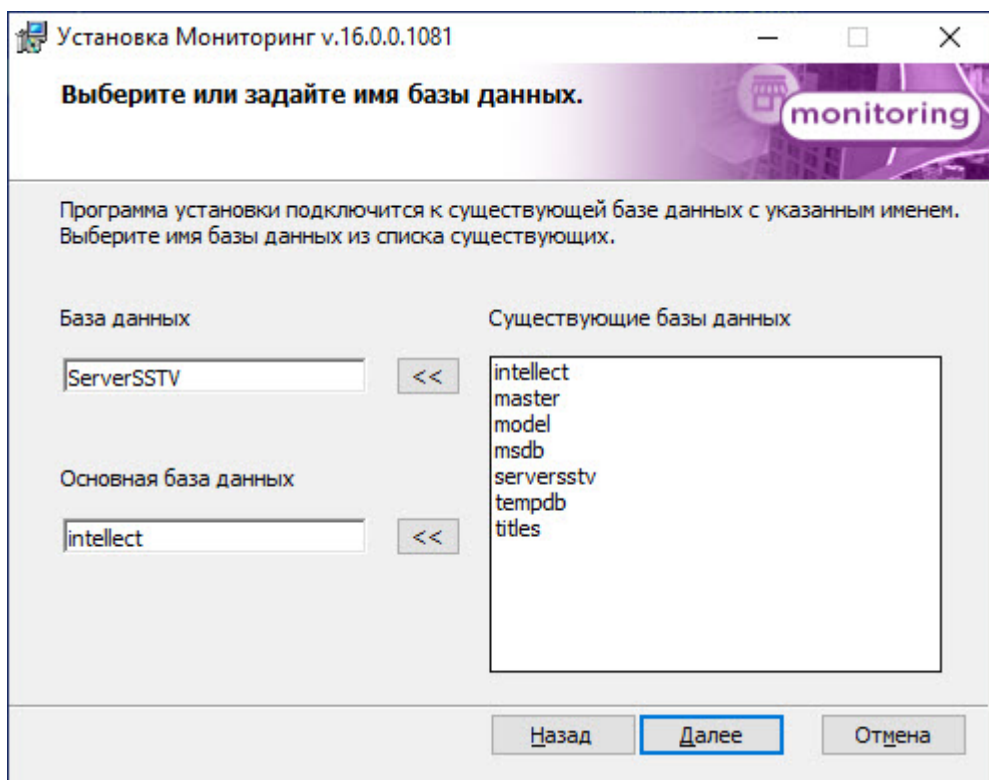 Установка Мониторинг v.16.0.0.1081
Выберите или задайте имя базы данных.
monitoring
Программа установки подключится к существующей базе данных с указанным именем.
Выберите имя базы данных из списка существующих.
База данных
ServerSSTV
<<
Основная база данных
intellect
<<
Существующие базы данных
intellect
master
model
msdb
serversstv
tempdb
titles
Назад
Далее
Отмена